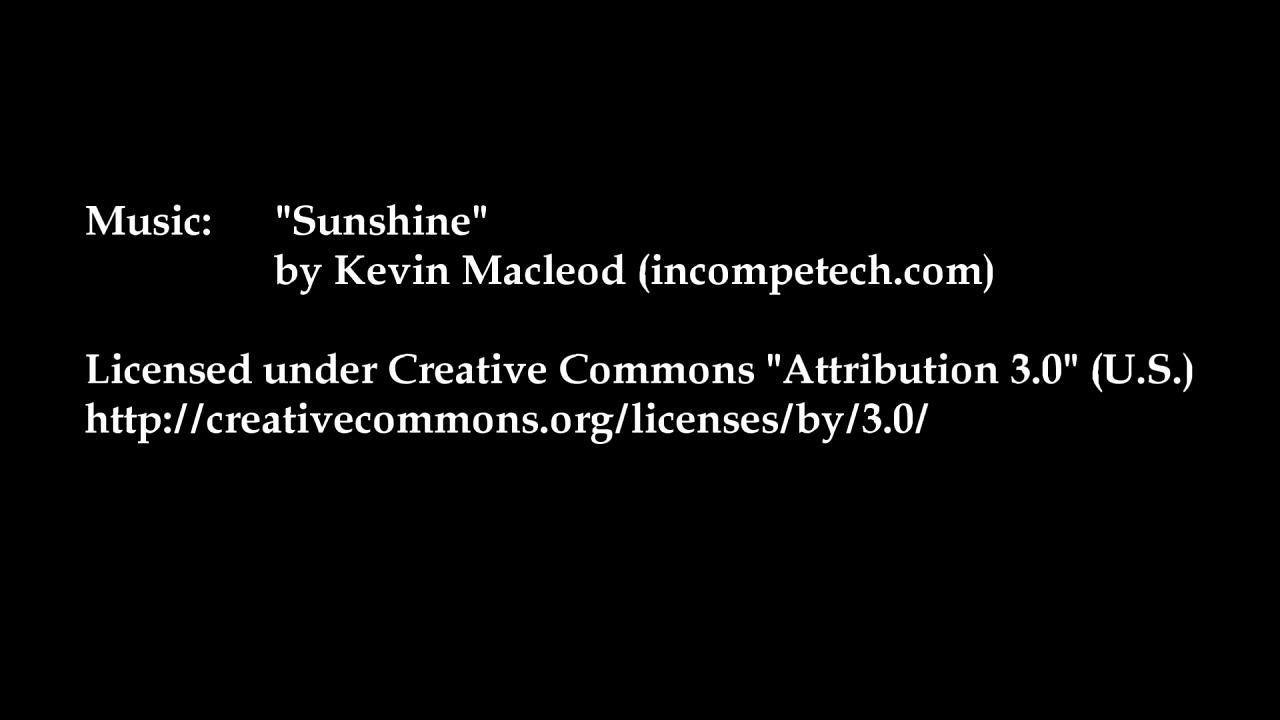 Music: "Sunshine"
by Kevin Macleod (incompetech.com)
Licensed under Creative Commons "Attribution 3.0" (U.S.)
http://creativecommons.org/licenses/by/3.0/